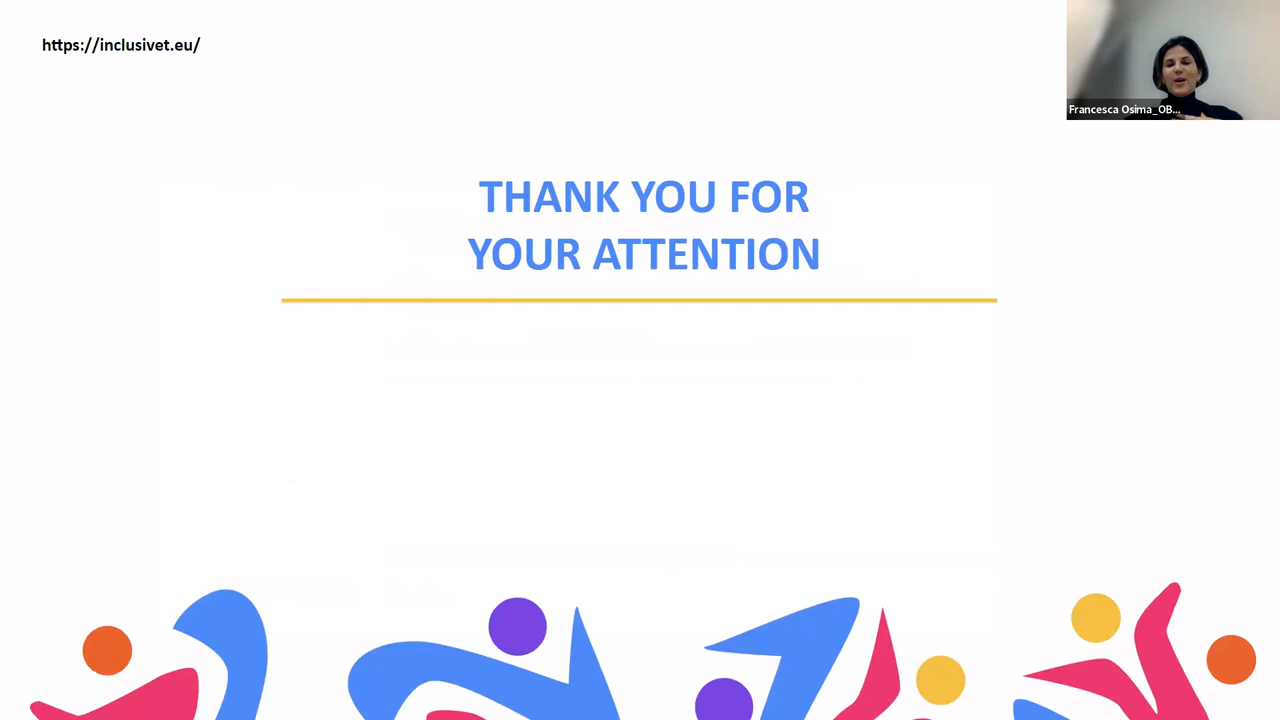 https://inclusivet.eu/
Francesca Osima_OB...
THANK YOU FOR
YOUR ATTENTION